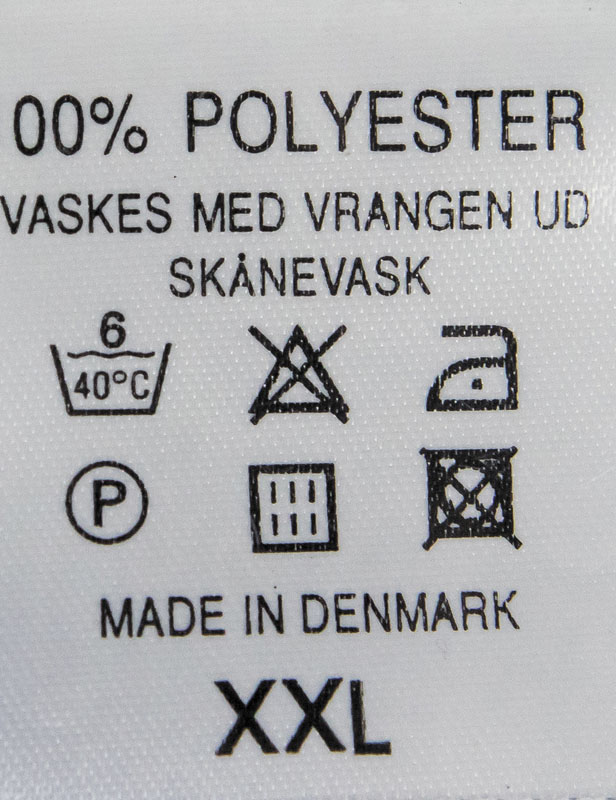 00% POLYESTER
VASKES MED VRANGEN UD
SKÅNEVASK
6
40°C
P
MADE IN DENMARK
XXL